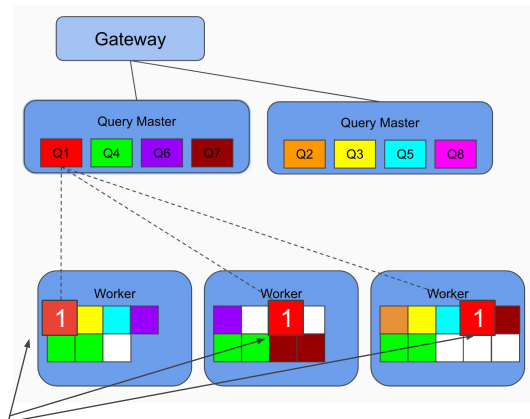 Gateway
Query Master
Q1 Q4 Q6 Q7
Query Master
Q2 Q3 Q5 Q8
Worker
1
Worker
1
Worker
1